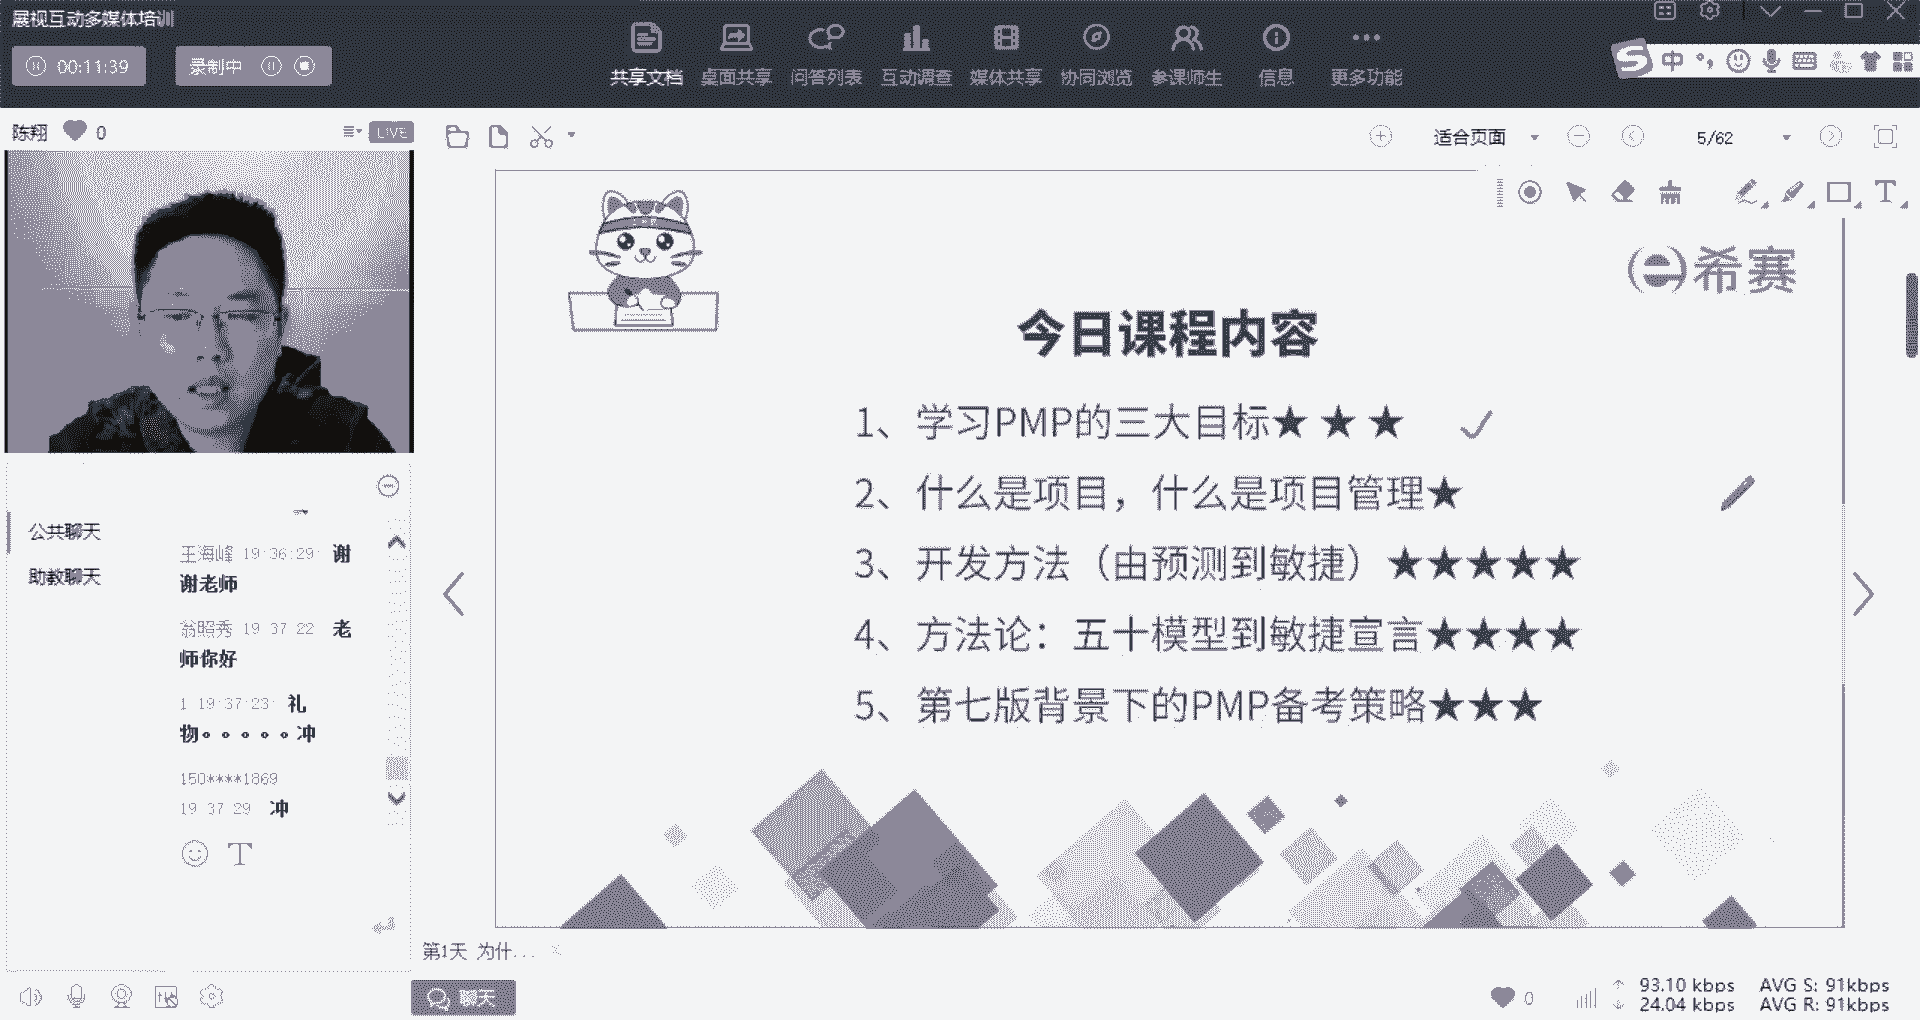 展视互动多媒体培训
00:11:39
录制中
共享文档 桌面共享 问答列表 互动调查 媒体共享 协同浏览 参课师生 信息 更多功能
中
陈翔 0
LIVE
适合页面
5/62
T
希赛
今日课程内容
1、学习PMP的三大目标★ ★ ★
2、什么是项目，什么是项目管理★
3、开发方法（由预测到敏捷）★★★★★
4、方法论：五十模型到敏捷宣言★★★★
5、第七版背景下的PMP备考策略★★★
公共聊天
助教聊天
王海峰 19:36:29 谢
谢老师
翁照秀 19 37 22 老
师你好
1 19:37:23 礼
物。。。。。冲
150****1869
19 37 29 冲
T
第1天 为什...
聊天
0
93.10 kbps AVG S: 91kbps
24.04 kbps AVG R: 91kbps